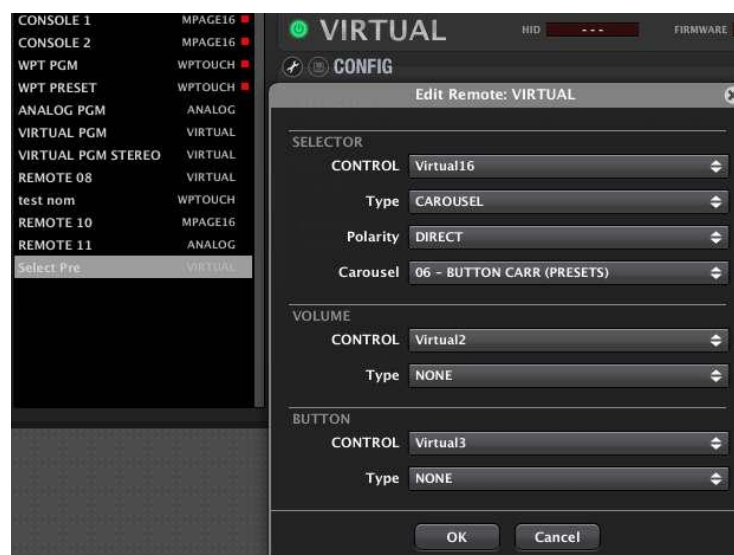 CONSOLE 1 MPAGE16
CONSOLE 2 MPAGE16
WPT PGM WPTOUCH
WPT PRESET WPTOUCH
ANALOG PGM ANALOG
VIRTUAL PGM VIRTUAL
VIRTUAL PGM STEREO VIRTUAL
REMOTE 08 VIRTUAL
test nom WPTOUCH
REMOTE 10 MPAGE16
REMOTE 11 ANALOG
Select Pre VIRTUAL
VIRTUAL HID --- FIRMWARE
CONFIG
Edit Remote: VIRTUAL
SELECTOR
CONTROL Virtual16
Type CAROUSEL
Polarity DIRECT
Carousel 06 - BUTTON CARR (PRESETS)
VOLUME
CONTROL Virtual2
Type NONE
BUTTON
CONTROL Virtual3
Type NONE
OK Cancel